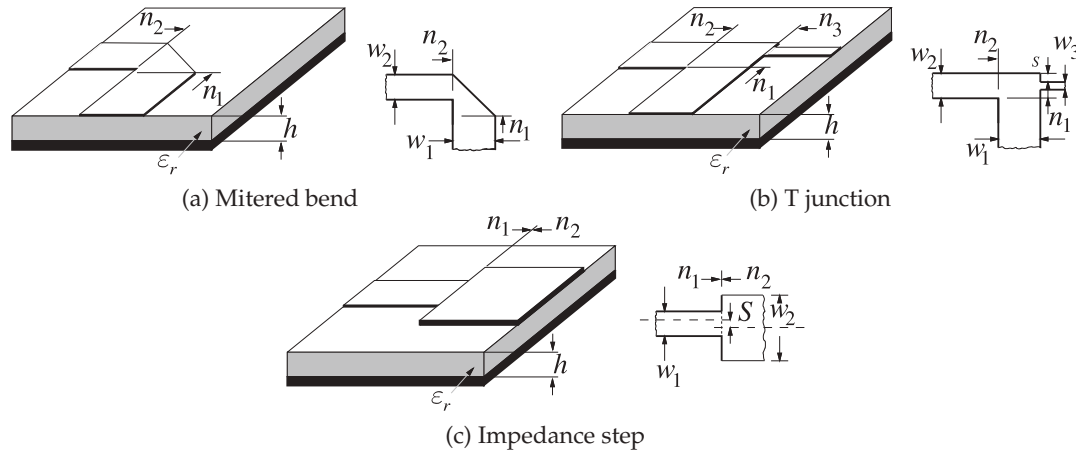 n₂
n₁
h
εᵣ
w₂
n₂
w₁
n₁
(a) Mitered bend
n₂
n₃
n₁
h
εᵣ
w₂
n₂
s
w₃
n₁
w₁
(b) T junction
n₁ n₂
h
εᵣ
n₁ n₂
S
w₂
w₁
(c) Impedance step